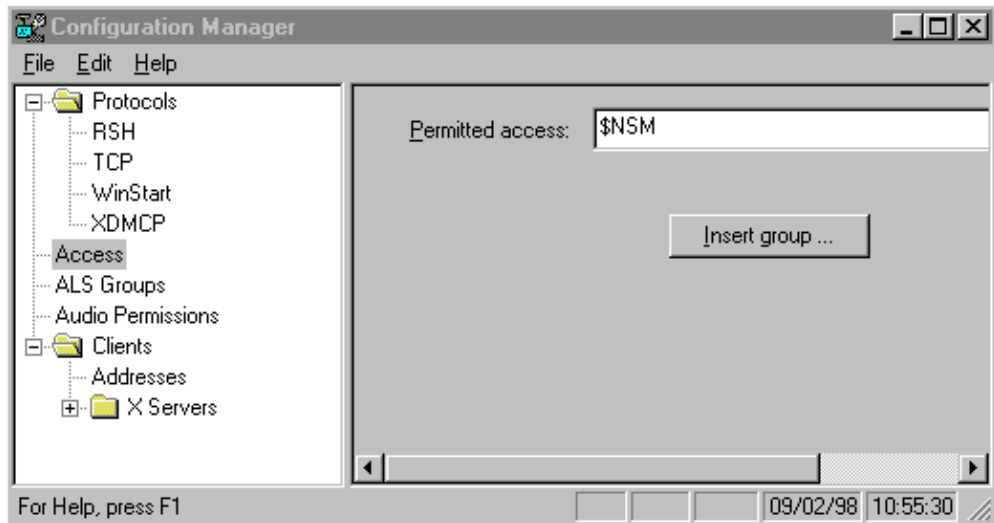 Configuration Manager
File Edit Help
Protocols
RSH
TCP
WinStart
XDMCP
Access
ALS Groups
Audio Permissions
Clients
Addresses
X Servers
Permitted access: $NSM
Insert group ...
For Help, press F1 09/02/98 10:55:30